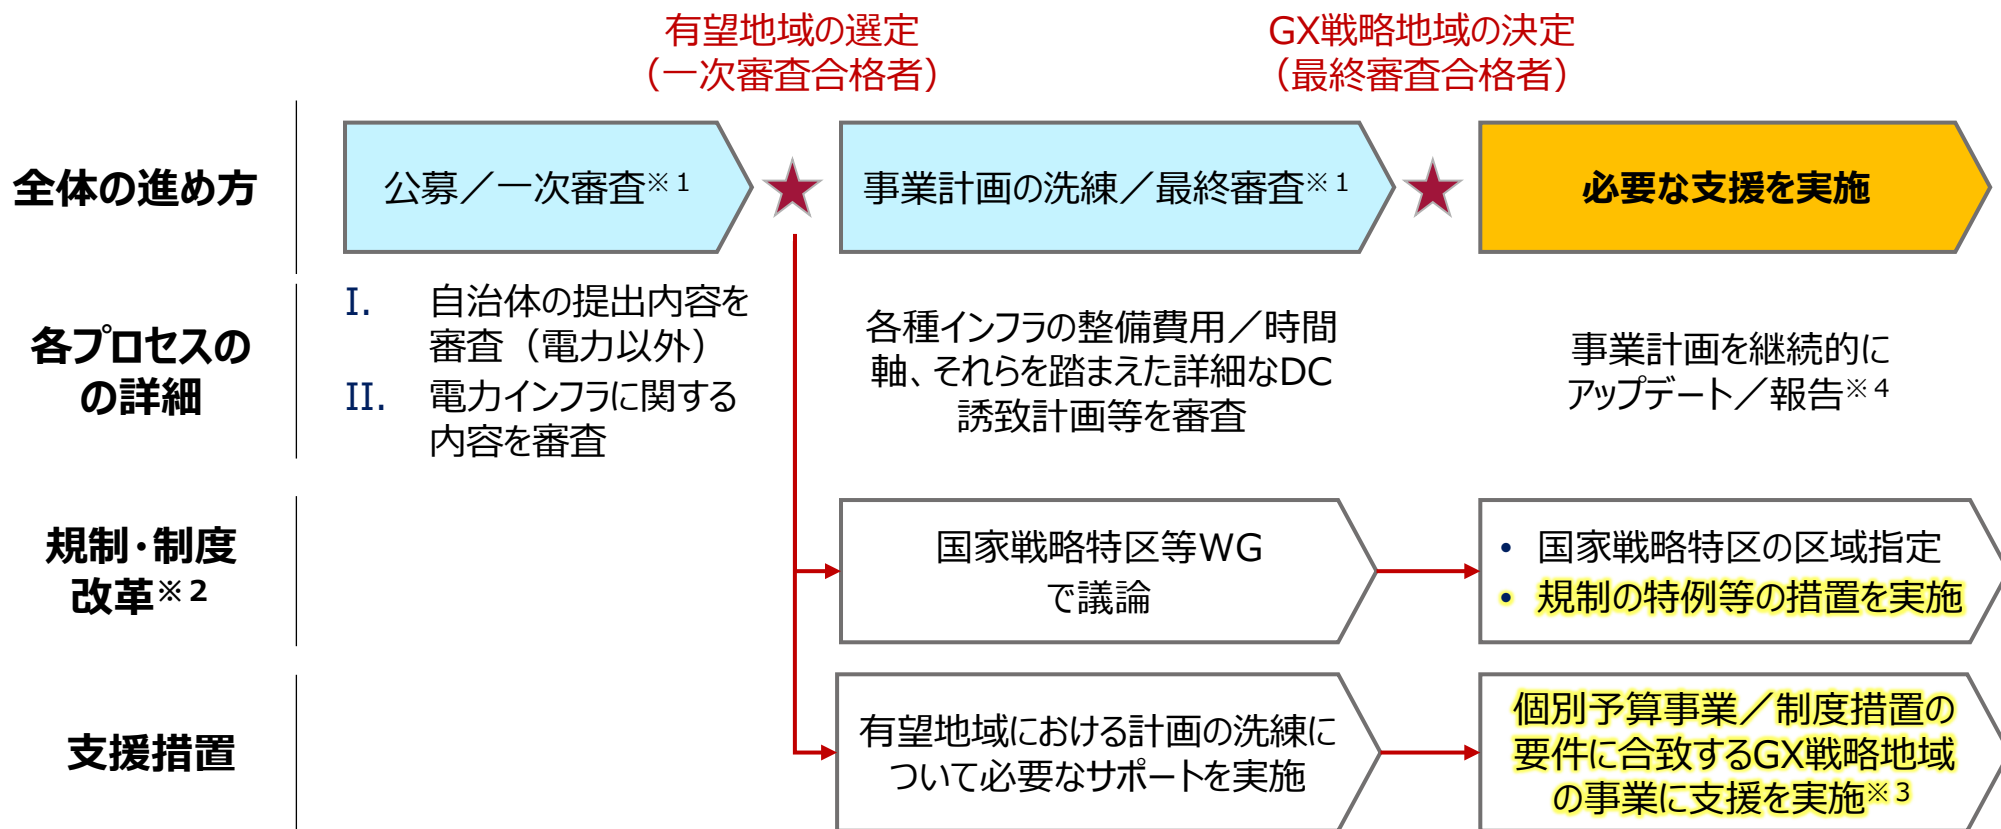 有望地域の選定
（一次審査合格者）
GX戦略地域の決定
（最終審査合格者）
全体の進め方
公募／一次審査※1
事業計画の洗練／最終審査※1
必要な支援を実施
各プロセスの
の詳細
I. 自治体の提出内容を
審査（電力以外）
II. 電力インフラに関する
内容を審査
各種インフラの整備費用／時間
軸、それらを踏まえた詳細なDC
誘致計画等を審査
事業計画を継続的に
アップデート／報告※4
規制・制度
改革※2
国家戦略特区等WG
で議論
• 国家戦略特区の区域指定
• 規制の特例等の措置を実施
支援措置
有望地域における計画の洗練に
ついて必要なサポートを実施
個別予算事業／制度措置の
要件に合致するGX戦略地域
の事業に支援を実施※3